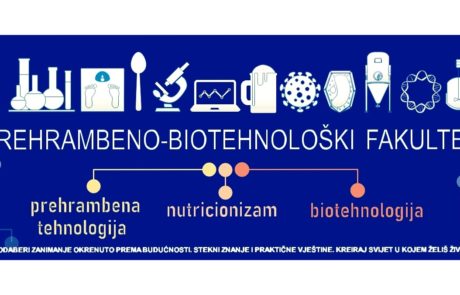 REHRAMBENO-BIOTEHNOLOŠKI FAKULTE
prehrambena
tehnologija
nutricionizam
biotehnologija
ODABERI ZANIMANJE OKRENUTO PREMA BUDUĆNOSTI. STEKNI ZNANJE I PRAKTIČNE VJEŠTINE. KREIRAJ SVIJET U KOJEM ŽELIŠ ŽIV